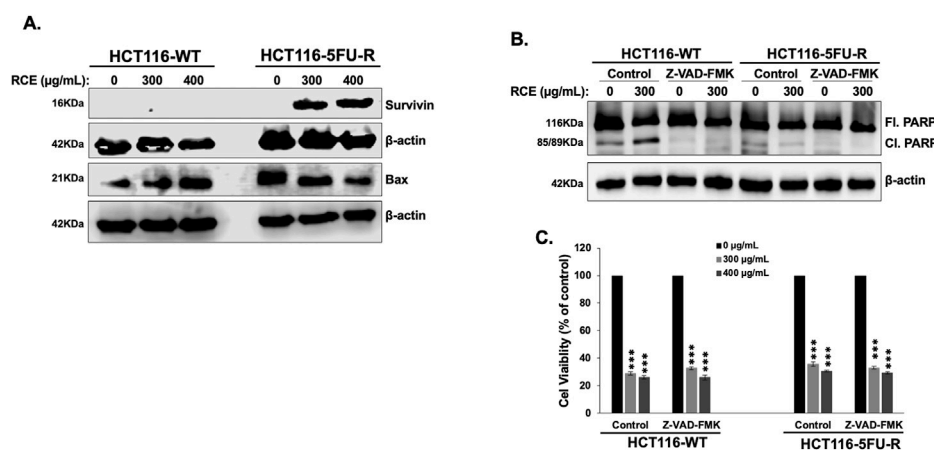 A.
HCT116-WT HCT116-5FU-R
RCE (µg/mL): 0 300 400 0 300 400
16KDa Survivin
42KDa β-actin
21KDa Bax
42KDa β-actin
B.
HCT116-WT HCT116-5FU-R
Control Z-VAD-FMK Control Z-VAD-FMK
RCE (µg/mL): 0 300 0 300 0 300 0 300
116KDa Fl. PARP
85/89KDa Cl. PARP
42KDa β-actin
C.
Cel Viaiblity (% of control)
120
100
80
60
40
20
0
0 µg/mL
300 µg/mL
400 µg/mL
*** *** *** *** *** *** *** ***
Control Z-VAD-FMK Control Z-VAD-FMK
HCT116-WT HCT116-5FU-R